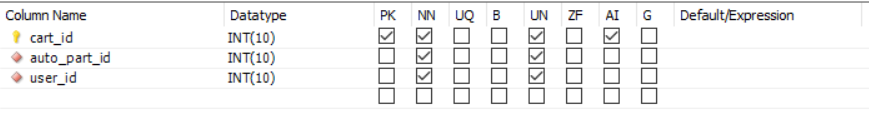 Column Name Datatype PK NN UQ B UN ZF AI G Default/Expression
cart_id INT(10)
auto_part_id INT(10)
user_id INT(10)